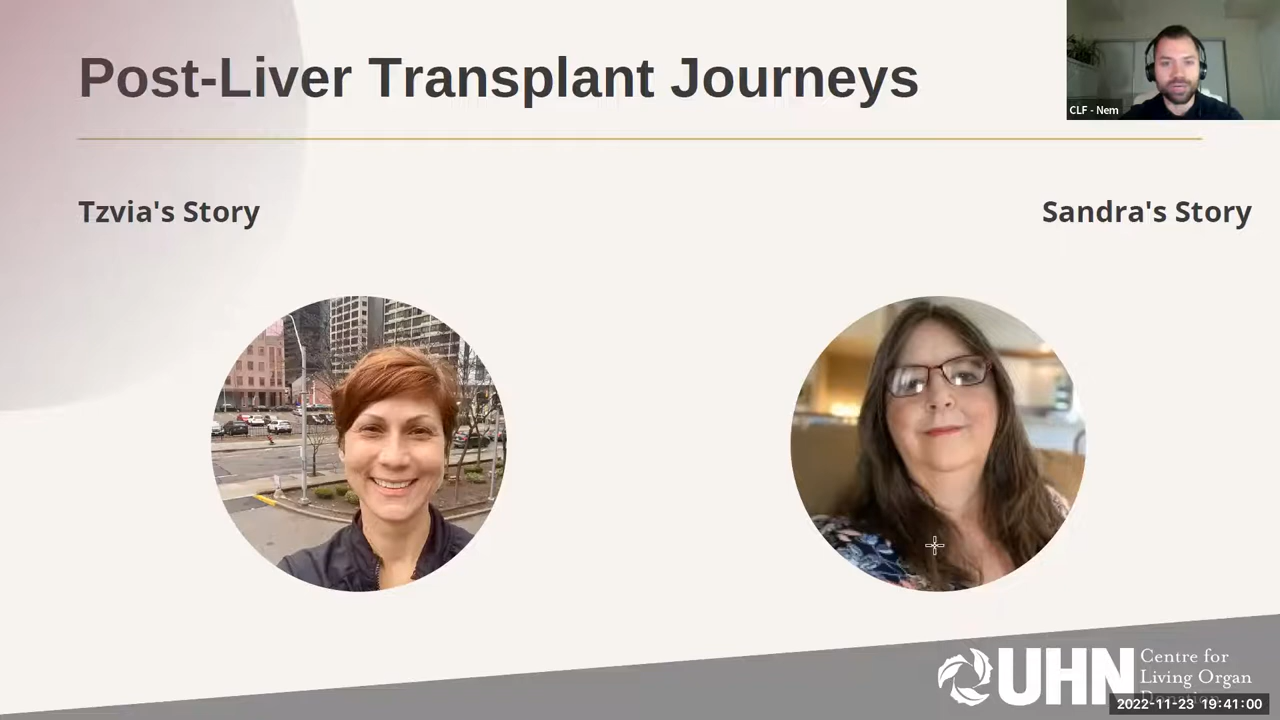 Post-Liver Transplant Journeys
CLF - Nem
Tzvia's Story
Sandra's Story
UHN
Centre for
Living Organ
Donation
2022-11-23 19:41:00